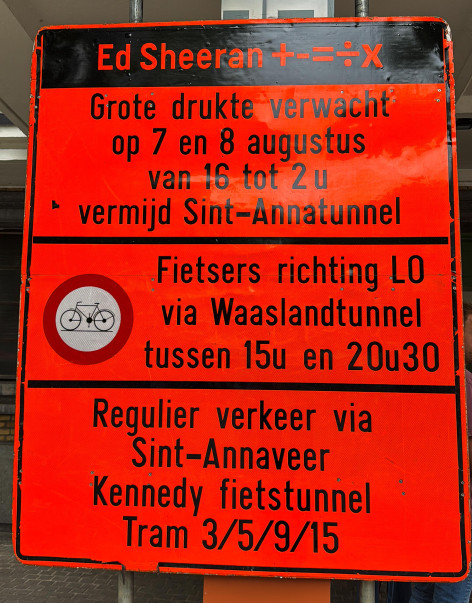 Ed Sheeran +-=÷x
Grote drukte verwacht
op 7 en 8 augustus
van 16 tot 2u
vermijd Sint-Annatunnel
Fietsers richting LO
via Waaslandtunnel
tussen 15u en 20u30
Regulier verkeer via
Sint-Annaveer
Kennedy fietstunnel
Tram 3/5/9/15